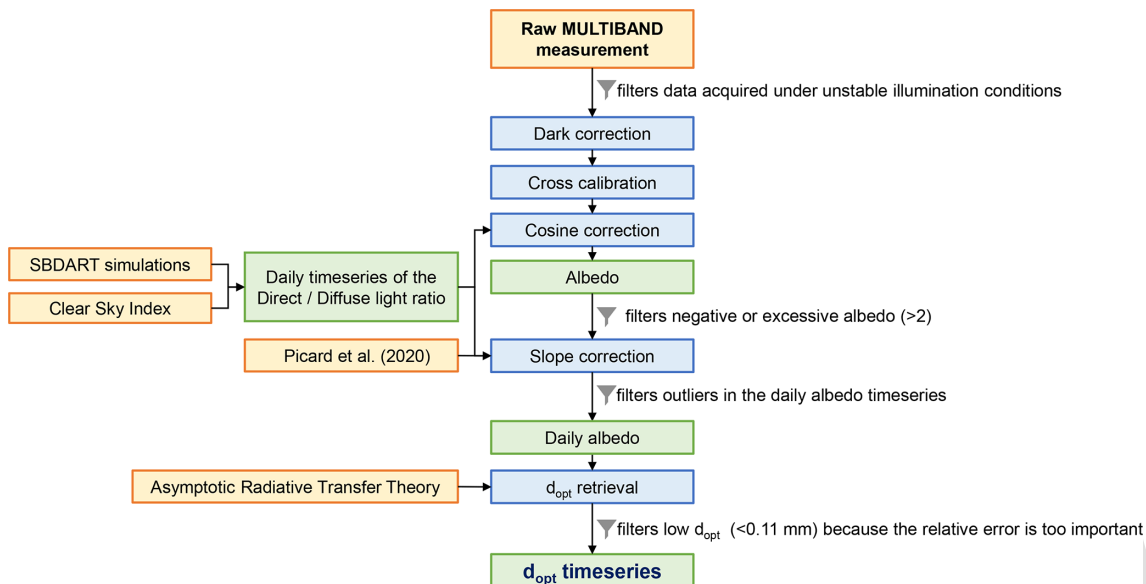 Raw MULTIBAND
measurement
filters data acquired under unstable illumination conditions
Dark correction
Cross calibration
Cosine correction
SBDART simulations
Clear Sky Index
Daily timeseries of the
Direct / Diffuse light ratio
Albedo
filters negative or excessive albedo (>2)
Picard et al. (2020)
Slope correction
filters outliers in the daily albedo timeseries
Daily albedo
Asymptotic Radiative Transfer Theory
dopt retrieval
filters low dopt (<0.11 mm) because the relative error is too important
dopt timeseries